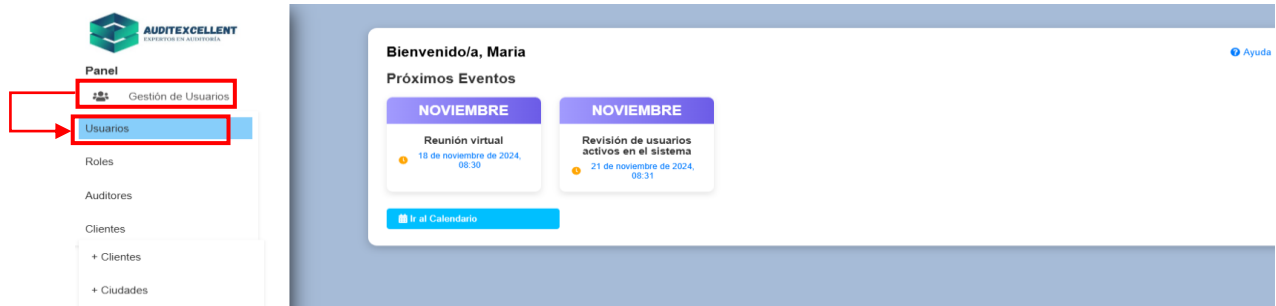 AUDITEXCELLENT
EXPERTOS EN AUDITORÍA
Panel
Gestión de Usuarios
Usuarios
Roles
Auditores
Clientes
+ Clientes
+ Ciudades
Bienvenido/a, Maria
Ayuda
Próximos Eventos
NOVIEMBRE
Reunión virtual
18 de noviembre de 2024,
08:30
NOVIEMBRE
Revisión de usuarios
activos en el sistema
21 de noviembre de 2024,
08:31
Ir al Calendario